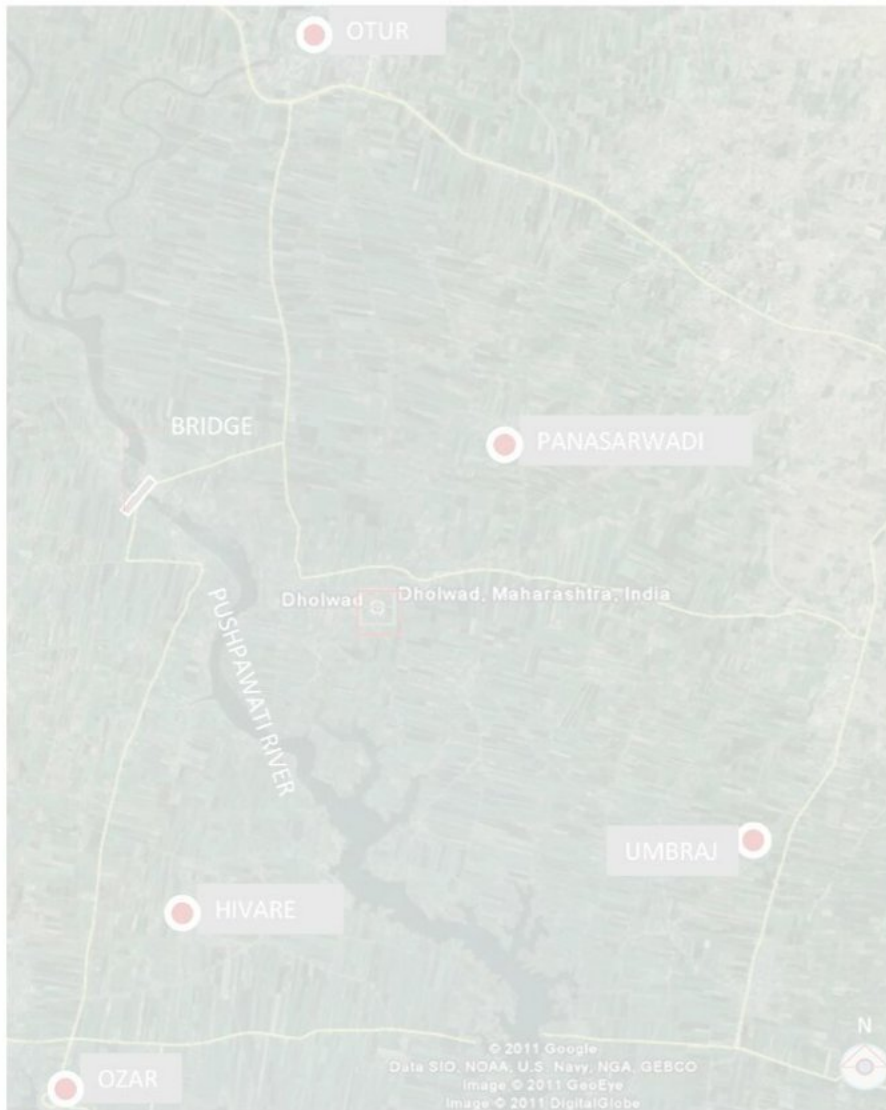 OTUR
BRIDGE
PANASARWADI
Dholwad
Dholwad, Maharashtra, India
PUSHPAWATI RIVER
UMBRAJ
HIVARE
N
© 2011 Google
Data SIO, NOAA, U.S. Navy, NGA, GEBCO
Image © 2011 GeoEye
Image © 2011 DigitalGlobe
OZAR